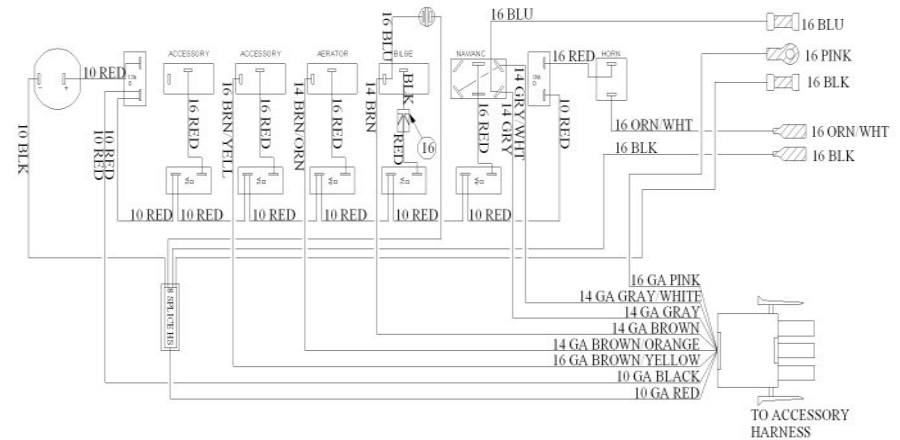 16 BLU
16 BLU
16 BLU
ACCESSORY
ACCESSORY
AERATOR
BILGE
NAV/ANC
16 RED
HORN
16 PINK
10 RED
16 BLK
- +
10 BLK
10 RED
10 RED
16 RED
16 BRN/YELL
16 RED
14 BRN/ORN
16 RED
14 BRN
BLK
RED
16
16 RED
14 GRAY
14 GRAY/WHT
10 RED
16 ORN/WHT
16 ORN/WHT
16 BLK
16 BLK
10 RED
10 RED
10 RED
10 RED
10 RED
10 RED
16 GA PINK
14 GA GRAY/WHITE
14 GA GRAY
14 GA BROWN
14 GA BROWN/ORANGE
16 GA BROWN/YELLOW
10 GA BLACK
10 GA RED
8 SPLICE HS
TO ACCESSORY
HARNESS